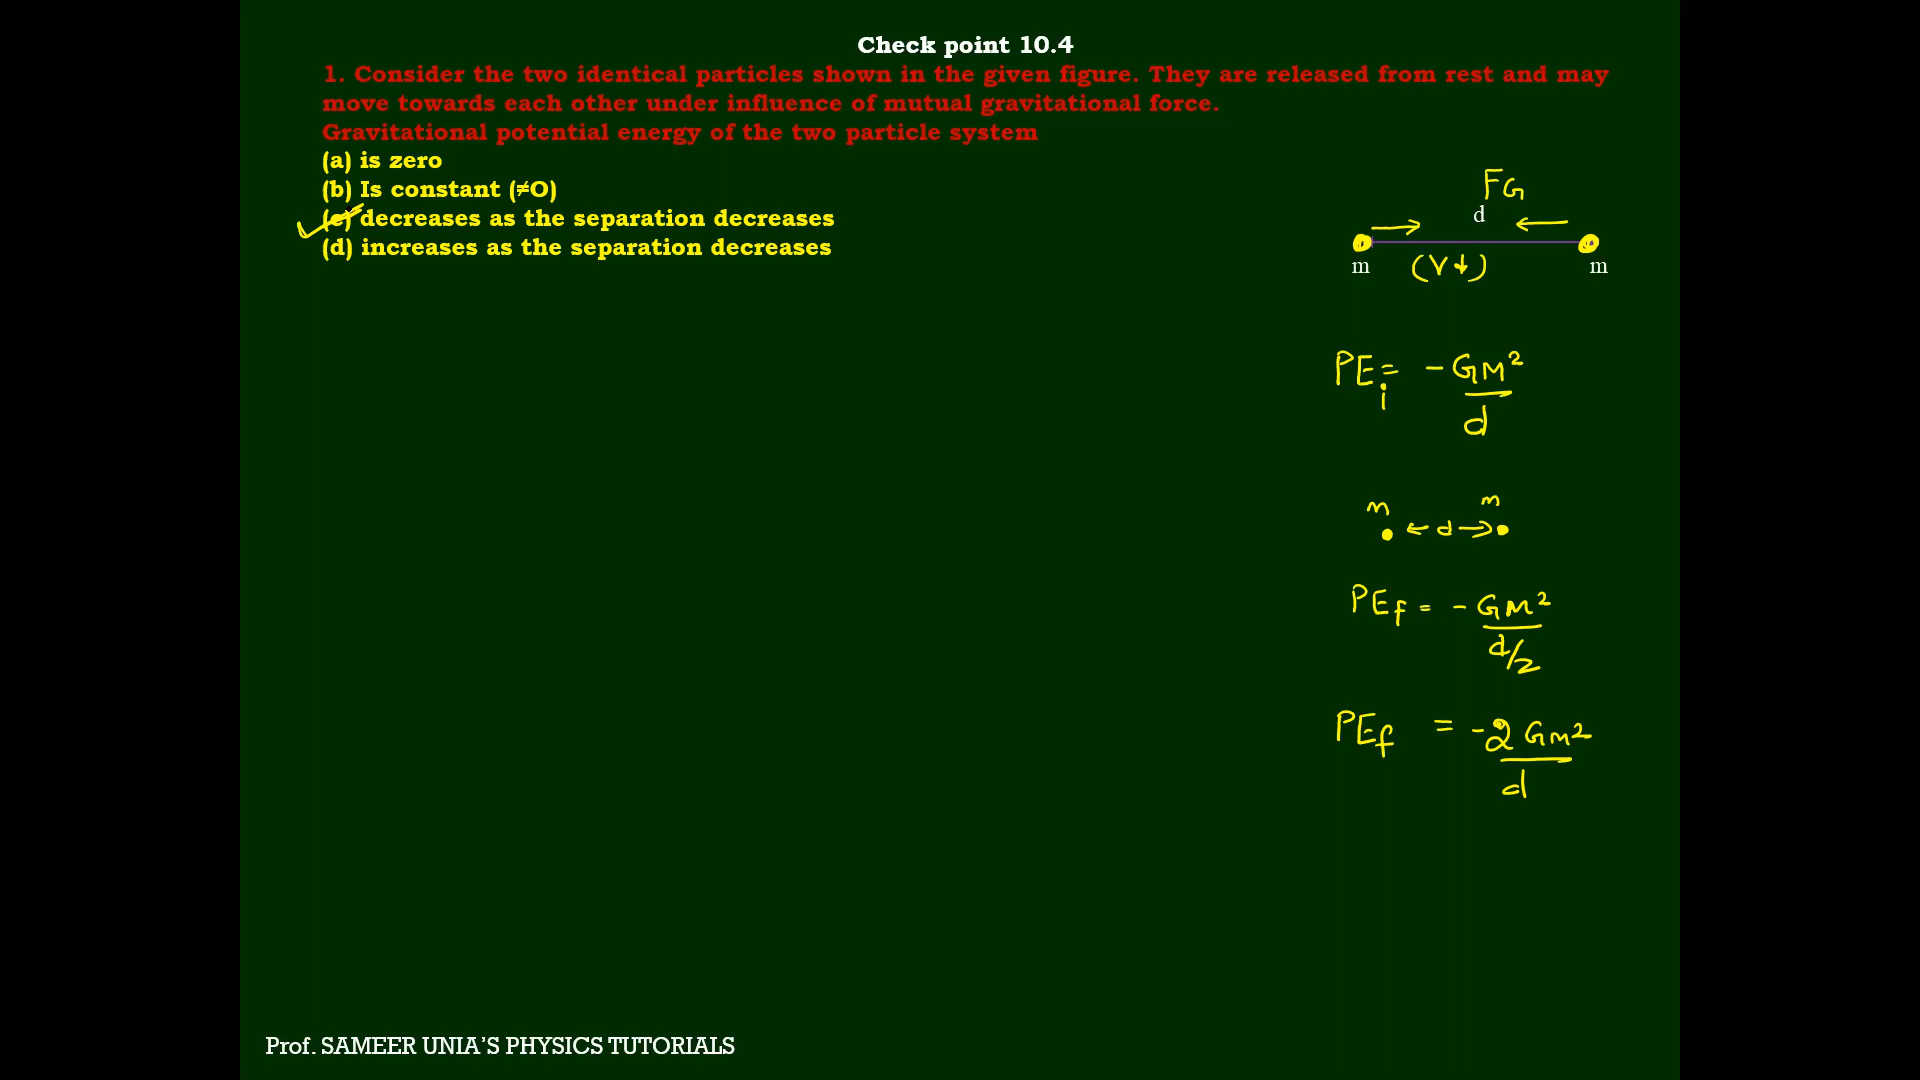 Check point 10.4
1. Consider the two identical particles shown in the given figure. They are released from rest and may
move towards each other under influence of mutual gravitational force.
Gravitational potential energy of the two particle system
(a) is zero
(b) Is constant (≠O)
(c) decreases as the separation decreases
(d) increases as the separation decreases
FG
d
m (V↓) m
PEi = - GM²
d
m m
← d →
PEf = - GM²
d/2
PEf = -2 Gm²
d
Prof. SAMEER UNIA'S PHYSICS TUTORIALS